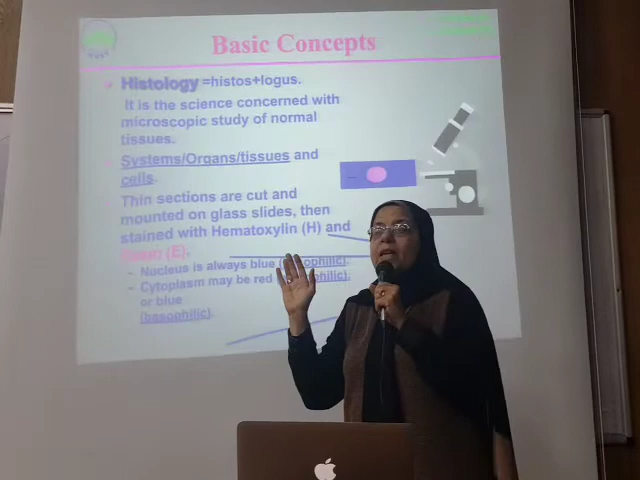 Basic Concepts
Histology =histos+logus.
It is the science concerned with
microscopic study of normal
tissues.
Systems/Organs/tissues and
cells.
Thin sections are cut and
mounted on glass slides, then
stained with Hematoxylin (H) and
(E).
– Nucleus is always blue
– Cytoplasm may be red
or blue
(basophilic).